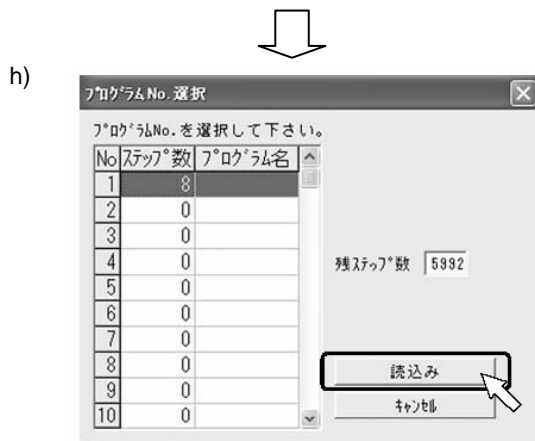 h)
ﾌﾟﾛｸﾞﾗﾑNo.選択
ﾌﾟﾛｸﾞﾗﾑNo.を選択して下さい。
No ｽﾃｯﾌﾟ数 ﾌﾟﾛｸﾞﾗﾑ名
1 8
2 0
3 0
4 0
5 0
6 0
7 0
8 0
9 0
10 0
残ｽﾃｯﾌﾟ数 5992
読込み
ｷｬﾝｾﾙ